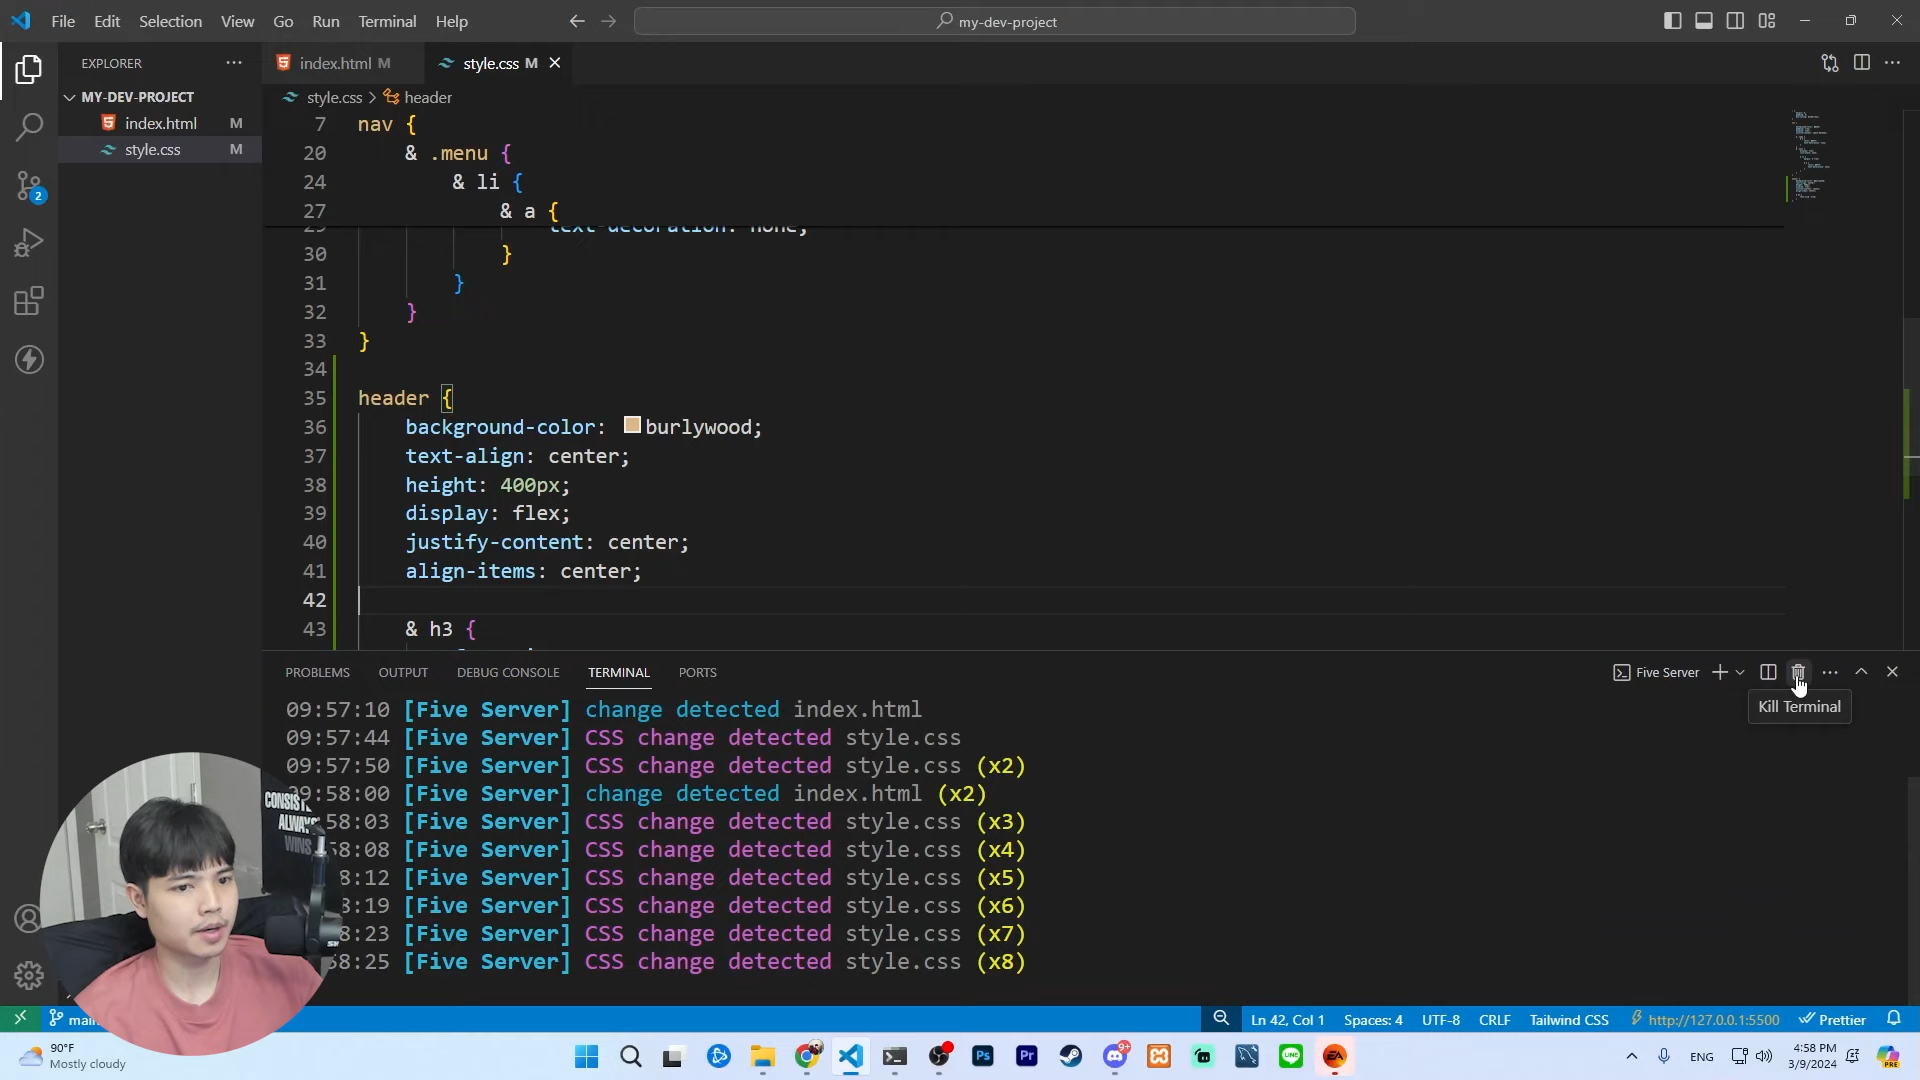 File Edit Selection View Go Run Terminal Help
my-dev-project
EXPLORER
index.html M
style.css M
MY-DEV-PROJECT
index.html M
style.css M
2
style.css > header
7 nav {
20 & .menu {
24 & li {
27 & a {
29 text-decoration: none;
30 }
31 }
32 }
33 }
34
35 header {
36 background-color: burlywood;
37 text-align: center;
38 height: 400px;
39 display: flex;
40 justify-content: center;
41 align-items: center;
42
43 & h3 {
PROBLEMS OUTPUT DEBUG CONSOLE TERMINAL PORTS
Five Server
Kill Terminal
09:57:10 [Five Server] change detected index.html
09:57:44 [Five Server] CSS change detected style.css
09:57:50 [Five Server] CSS change detected style.css (x2)
09:58:00 [Five Server] change detected index.html (x2)
58:03 [Five Server] CSS change detected style.css (x3)
58:08 [Five Server] CSS change detected style.css (x4)
8:12 [Five Server] CSS change detected style.css (x5)
8:19 [Five Server] CSS change detected style.css (x6)
8:23 [Five Server] CSS change detected style.css (x7)
58:25 [Five Server] CSS change detected style.css (x8)
ALWAYS
WINS
main
Ln 42, Col 1 Spaces: 4 UTF-8 CRLF Tailwind CSS http://127.0.0.1:5500 Prettier
90°F
Mostly cloudy
Ps
Pr
9+
LINE
EA
ENG
4:58 PM
3/9/2024
PRE